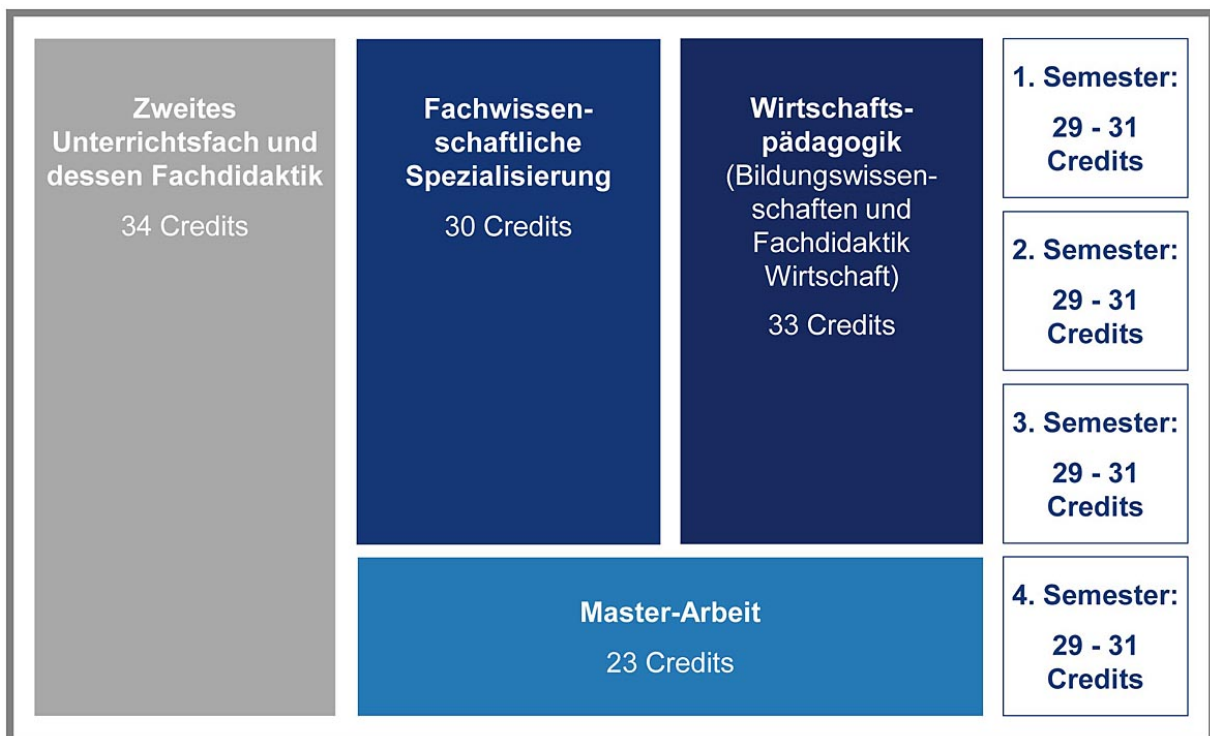 Zweites
Unterrichtsfach und
dessen Fachdidaktik
34 Credits
Fachwissen-
schaftliche
Spezialisierung
30 Credits
Wirtschafts-
pädagogik
(Bildungswissen-
schaften und
Fachdidaktik
Wirtschaft)
33 Credits
Master-Arbeit
23 Credits
1. Semester:
29 - 31
Credits
2. Semester:
29 - 31
Credits
3. Semester:
29 - 31
Credits
4. Semester:
29 - 31
Credits